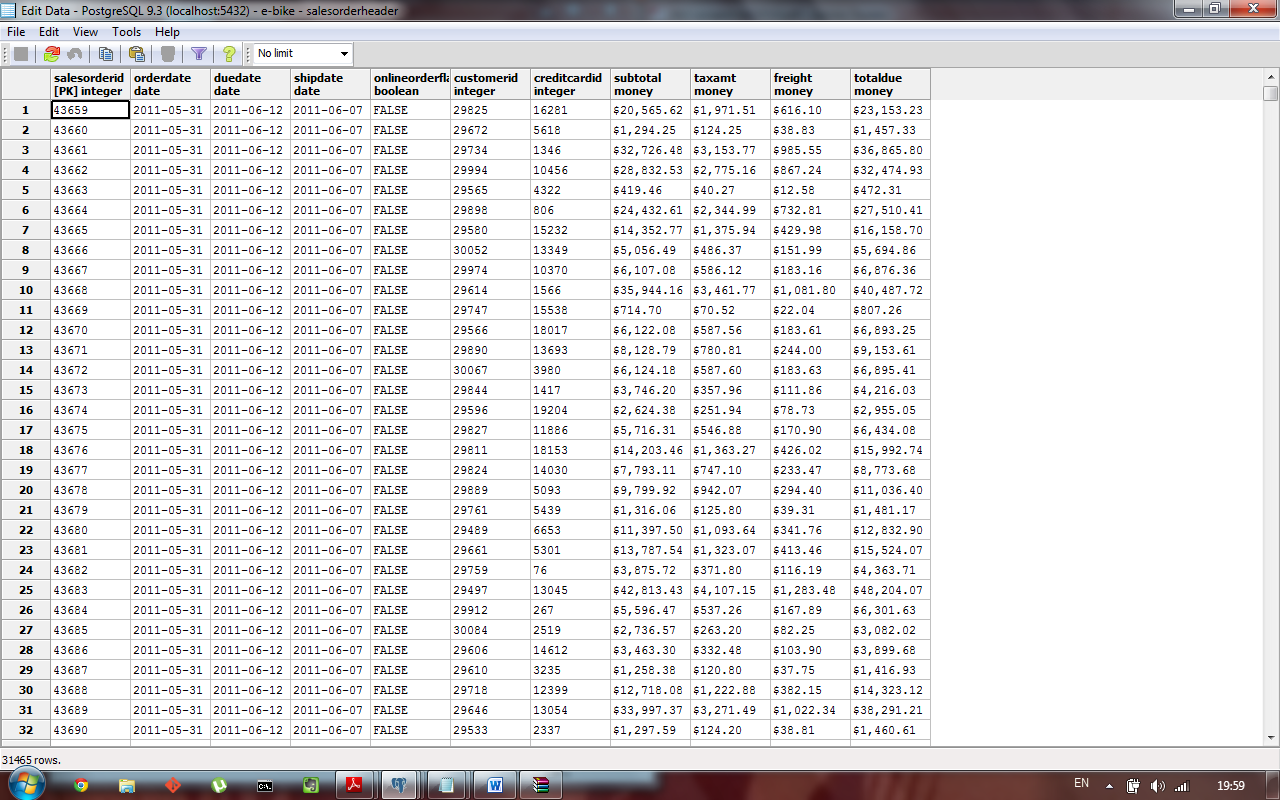 Edit Data - PostgreSQL 9.3 (localhost:5432) - e-bike - salesorderheader
File Edit View Tools Help
No limit
salesorderid orderdate duedate shipdate onlineorderfla customerid creditcardid subtotal taxamt freight totaldue
[PK] integer date date date boolean integer integer money money money money
1 43659 2011-05-31 2011-06-12 2011-06-07 FALSE 29825 16281 $20,565.62 $1,971.51 $616.10 $23,153.23
2 43660 2011-05-31 2011-06-12 2011-06-07 FALSE 29672 5618 $1,294.25 $124.25 $38.83 $1,457.33
3 43661 2011-05-31 2011-06-12 2011-06-07 FALSE 29734 1346 $32,726.48 $3,153.77 $985.55 $36,865.80
4 43662 2011-05-31 2011-06-12 2011-06-07 FALSE 29994 10456 $28,832.53 $2,775.16 $867.24 $32,474.93
5 43663 2011-05-31 2011-06-12 2011-06-07 FALSE 29565 4322 $419.46 $40.27 $12.58 $472.31
6 43664 2011-05-31 2011-06-12 2011-06-07 FALSE 29898 806 $24,432.61 $2,344.99 $732.81 $27,510.41
7 43665 2011-05-31 2011-06-12 2011-06-07 FALSE 29580 15232 $14,352.77 $1,375.94 $429.98 $16,158.70
8 43666 2011-05-31 2011-06-12 2011-06-07 FALSE 30052 13349 $5,056.49 $486.37 $151.99 $5,694.86
9 43667 2011-05-31 2011-06-12 2011-06-07 FALSE 29974 10370 $6,107.08 $586.12 $183.16 $6,876.36
10 43668 2011-05-31 2011-06-12 2011-06-07 FALSE 29614 1566 $35,944.16 $3,461.77 $1,081.80 $40,487.72
11 43669 2011-05-31 2011-06-12 2011-06-07 FALSE 29747 15538 $714.70 $70.52 $22.04 $807.26
12 43670 2011-05-31 2011-06-12 2011-06-07 FALSE 29566 18017 $6,122.08 $587.56 $183.61 $6,893.25
13 43671 2011-05-31 2011-06-12 2011-06-07 FALSE 29890 13693 $8,128.79 $780.81 $244.00 $9,153.61
14 43672 2011-05-31 2011-06-12 2011-06-07 FALSE 30067 3980 $6,124.18 $587.60 $183.63 $6,895.41
15 43673 2011-05-31 2011-06-12 2011-06-07 FALSE 29844 1417 $3,746.20 $357.96 $111.86 $4,216.03
16 43674 2011-05-31 2011-06-12 2011-06-07 FALSE 29596 19204 $2,624.38 $251.94 $78.73 $2,955.05
17 43675 2011-05-31 2011-06-12 2011-06-07 FALSE 29827 11886 $5,716.31 $546.88 $170.90 $6,434.08
18 43676 2011-05-31 2011-06-12 2011-06-07 FALSE 29811 18153 $14,203.46 $1,363.27 $426.02 $15,992.74
19 43677 2011-05-31 2011-06-12 2011-06-07 FALSE 29824 14030 $7,793.11 $747.10 $233.47 $8,773.68
20 43678 2011-05-31 2011-06-12 2011-06-07 FALSE 29889 5093 $9,799.92 $942.07 $294.40 $11,036.40
21 43679 2011-05-31 2011-06-12 2011-06-07 FALSE 29761 5439 $1,316.06 $125.80 $39.31 $1,481.17
22 43680 2011-05-31 2011-06-12 2011-06-07 FALSE 29489 6653 $11,397.50 $1,093.64 $341.76 $12,832.90
23 43681 2011-05-31 2011-06-12 2011-06-07 FALSE 29661 5301 $13,787.54 $1,323.07 $413.46 $15,524.07
24 43682 2011-05-31 2011-06-12 2011-06-07 FALSE 29759 76 $3,875.72 $371.80 $116.19 $4,363.71
25 43683 2011-05-31 2011-06-12 2011-06-07 FALSE 29497 13045 $42,813.43 $4,107.15 $1,283.48 $48,204.07
26 43684 2011-05-31 2011-06-12 2011-06-07 FALSE 29912 267 $5,596.47 $537.26 $167.89 $6,301.63
27 43685 2011-05-31 2011-06-12 2011-06-07 FALSE 30084 2519 $2,736.57 $263.20 $82.25 $3,082.02
28 43686 2011-05-31 2011-06-12 2011-06-07 FALSE 29606 14612 $3,463.30 $332.48 $103.90 $3,899.68
29 43687 2011-05-31 2011-06-12 2011-06-07 FALSE 29610 3235 $1,258.38 $120.80 $37.75 $1,416.93
30 43688 2011-05-31 2011-06-12 2011-06-07 FALSE 29718 12399 $12,718.08 $1,222.88 $382.15 $14,323.12
31 43689 2011-05-31 2011-06-12 2011-06-07 FALSE 29646 13054 $33,997.37 $3,271.49 $1,022.34 $38,291.21
32 43690 2011-05-31 2011-06-12 2011-06-07 FALSE 29533 2337 $1,297.59 $124.20 $38.81 $1,460.61
31465 rows.
EN 19:59